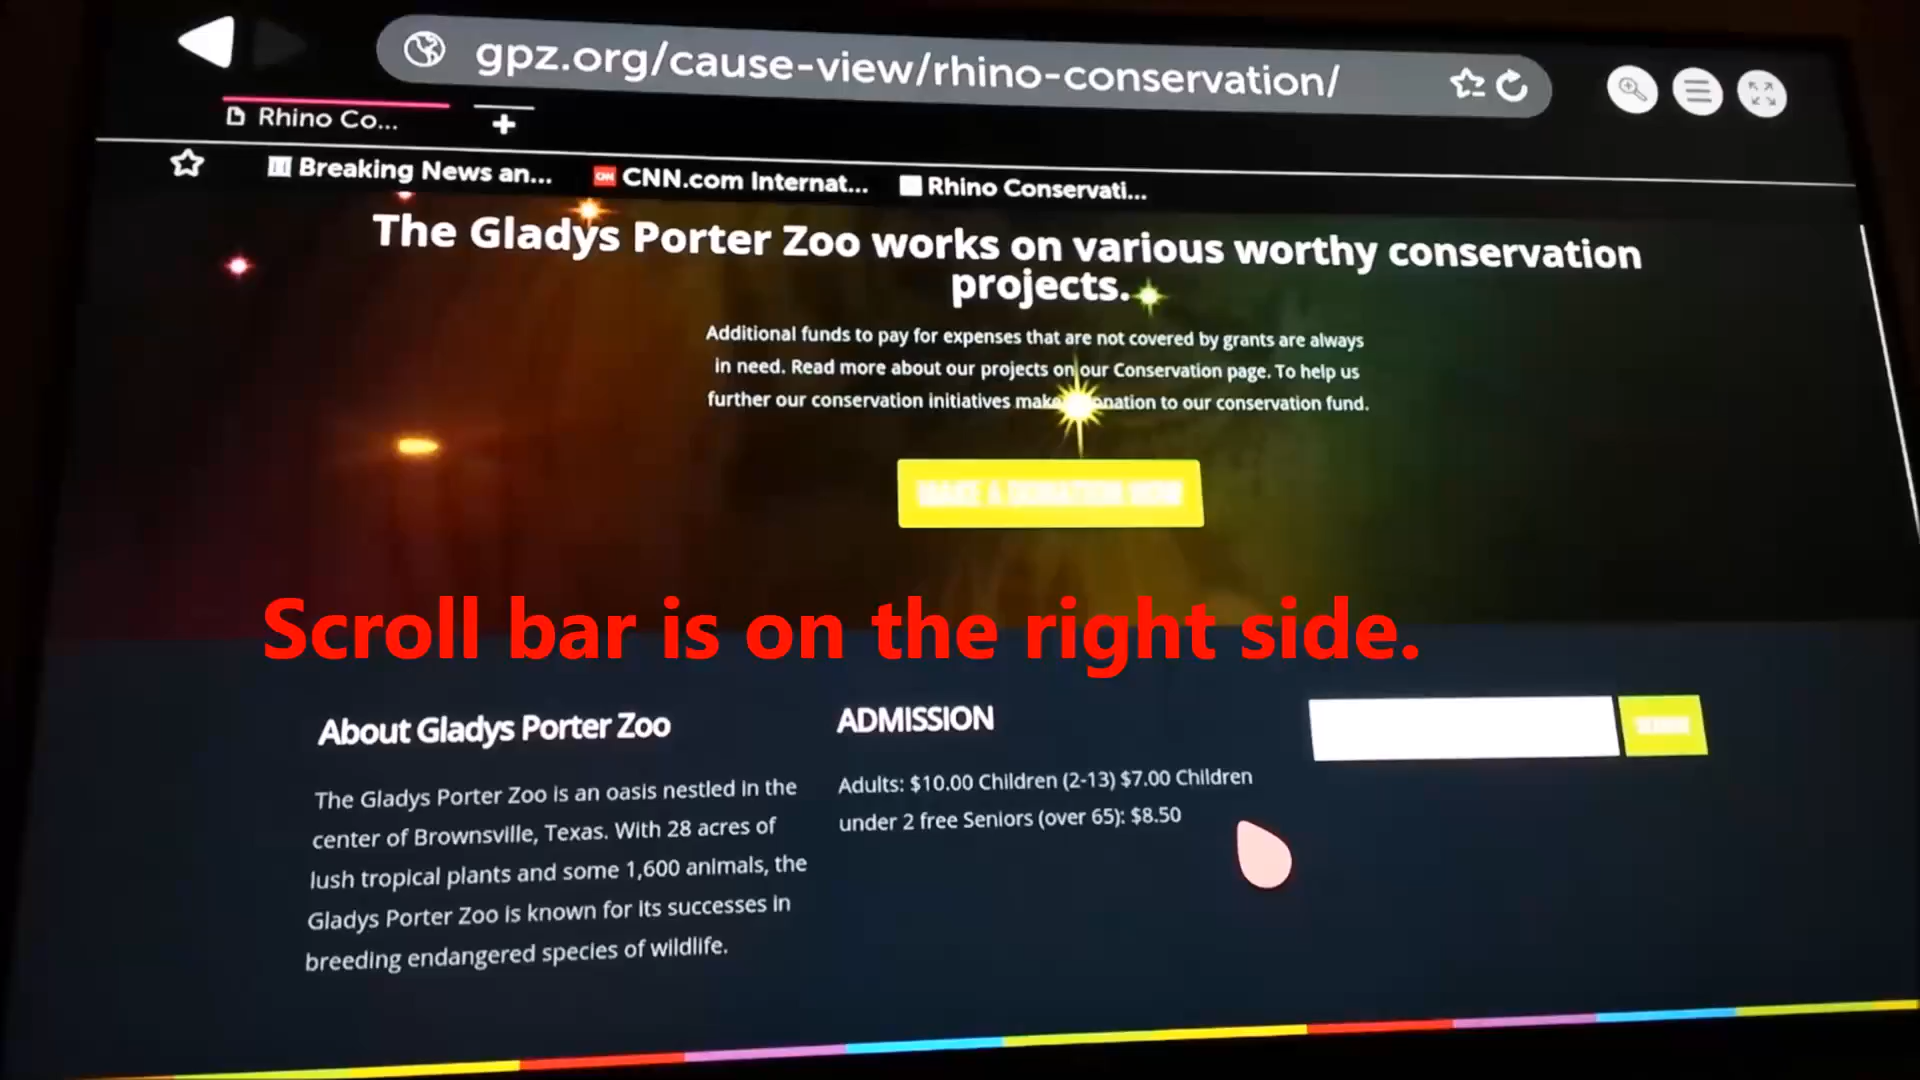 gpz.org/cause-view/rhino-conservation/
Rhino Co...
Breaking News an...
CNN
CNN.com Internat...
Rhino Conservati...
The Gladys Porter Zoo works on various worthy conservation
projects.
Additional funds to pay for expenses that are not covered by grants are always
in need. Read more about our projects on our Conservation page. To help us
further our conservation initiatives make donation to our conservation fund.
MAKE A DONATION NOW
Scroll bar is on the right side.
About Gladys Porter Zoo
The Gladys Porter Zoo is an oasis nestled in the
center of Brownsville, Texas. With 28 acres of
lush tropical plants and some 1,600 animals, the
Gladys Porter Zoo is known for its successes in
breeding endangered species of wildlife.
ADMISSION
Adults: $10.00 Children (2-13) $7.00 Children
under 2 free Seniors (over 65): $8.50